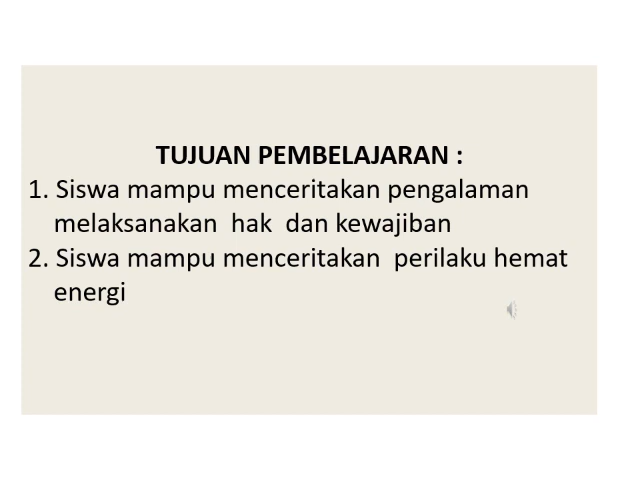 TUJUAN PEMBELAJARAN :
1. Siswa mampu menceritakan pengalaman
melaksanakan hak dan kewajiban
2. Siswa mampu menceritakan perilaku hemat
energi